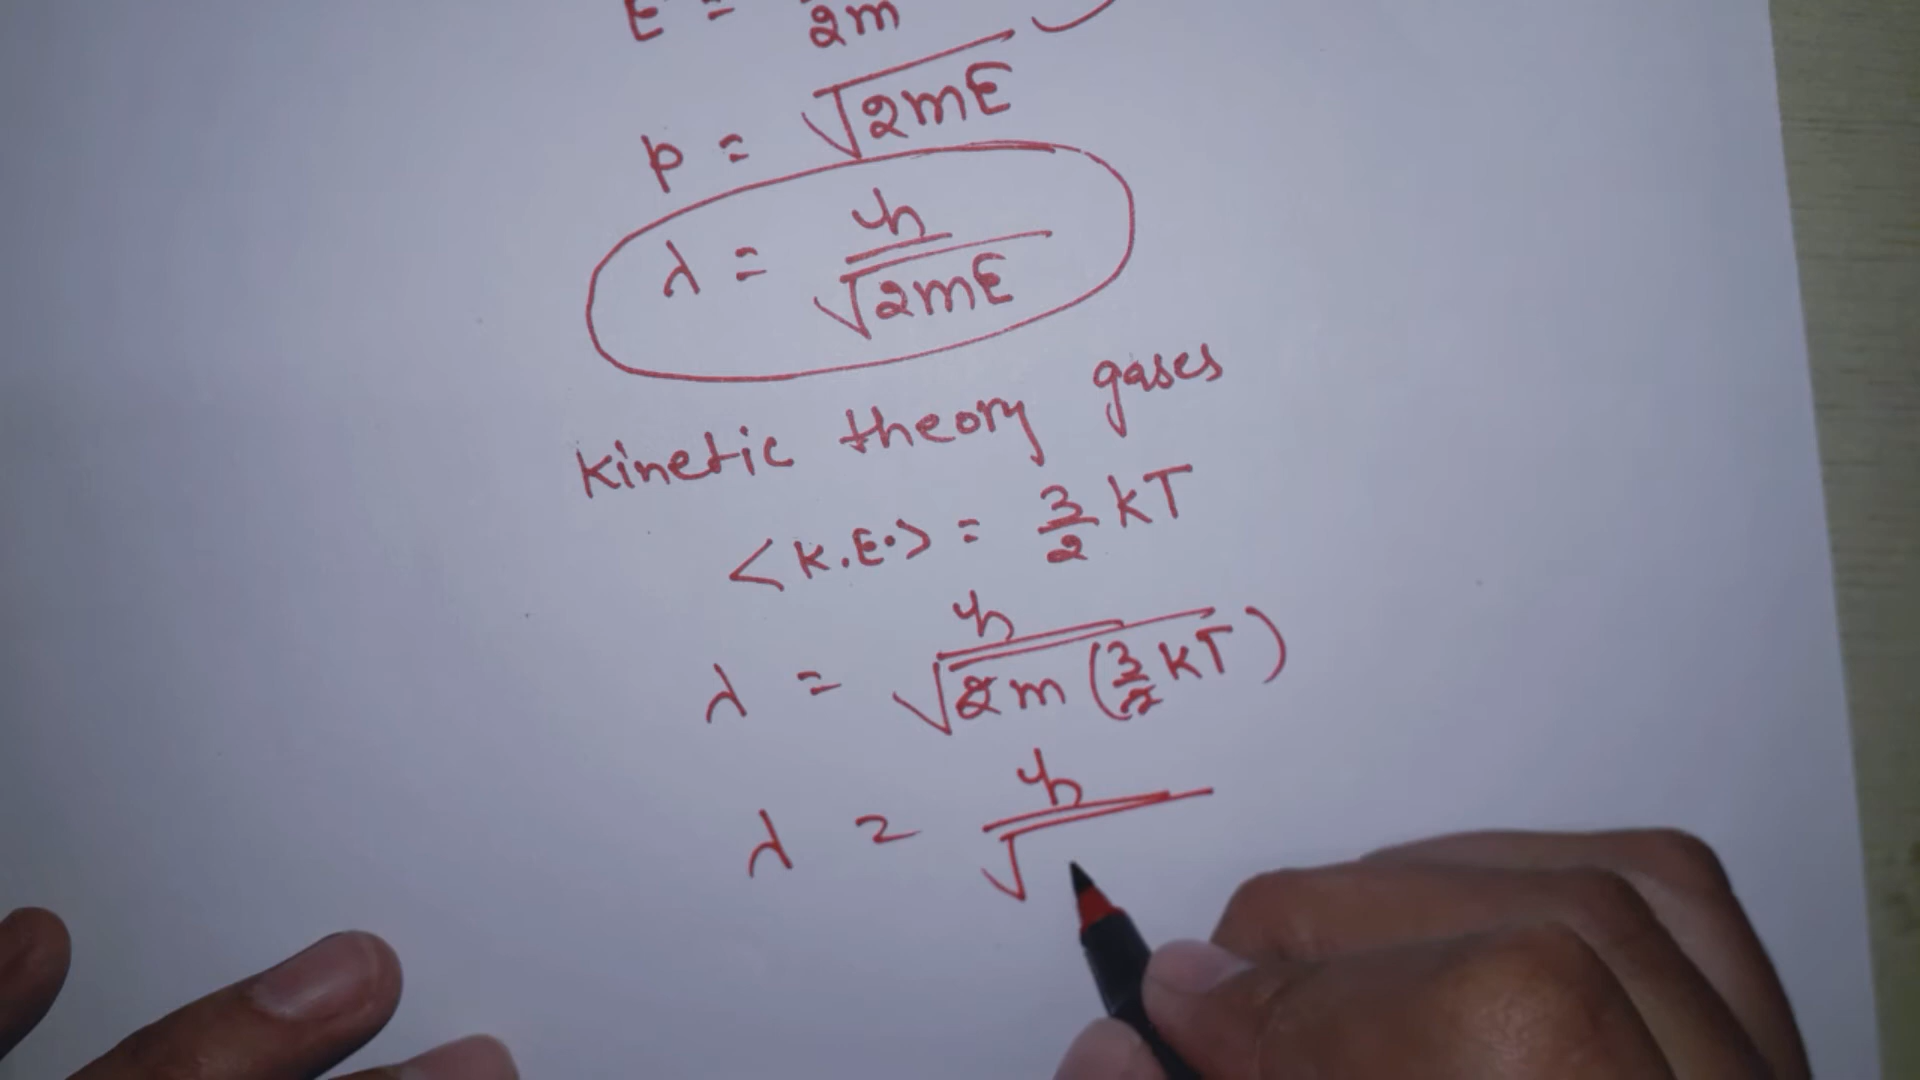 E = 2m
p = √2mE
λ = h/√2mE
Kinetic theory gases
<K.E.> = 3/2 kT
λ = h/√2m(3/2 kT)
λ = h/√